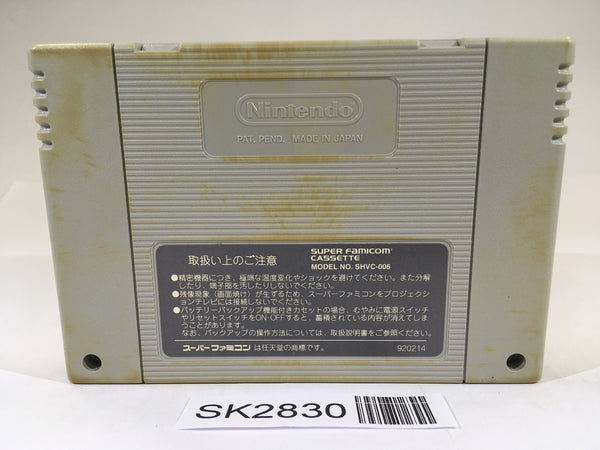 Nintendo
PAT. PEND. MADE IN JAPAN
取扱い上のご注意
SUPER FAMICOM
CASSETTE
MODEL NO. SHVC-006
●精密機器につき、極端な温度変化やショックを避けてください。また分解
したり、端子部を汚したりしないでください。
●残像現象(画面焼け)が生ずるため、スーパーファミコンをプロジェクシ
ョンテレビには接続しないでください。
●バッテリーバックアップ機能付きカセットの場合、むやみに電源スイッチ
やリセットスイッチをON・OFFすると、蓄積されている内容が消えてしま
うことがあります。
なお、バックアップの操作方法については、取扱説明書をご参照ください。
スーパーファミコン は任天堂の商標です。
920214
SK2830